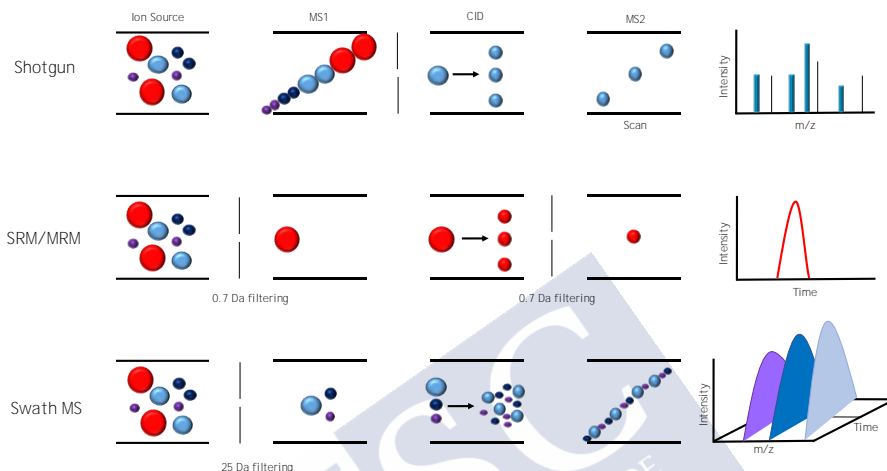 Ion Source
MS1
CID
MS2
Shotgun
Intensity
m/z
Scan
SRM/MRM
Intensity
Time
0.7 Da filtering
0.7 Da filtering
Swath MS
Intensity
Time
m/z
25 Da filtering